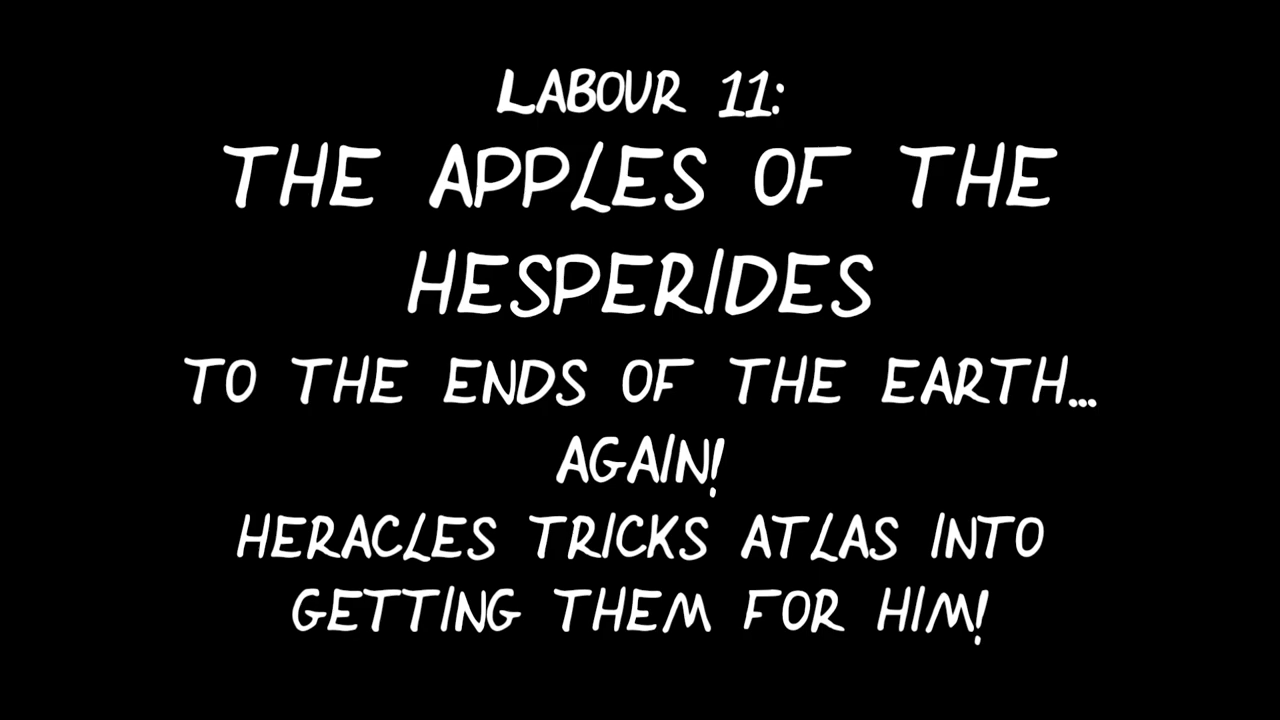 LABOUR 11:
THE APPLES OF THE
HESPERIDES
TO THE ENDS OF THE EARTH...
AGAIN!
HERACLES TRICKS ATLAS INTO
GETTING THEM FOR HIM!